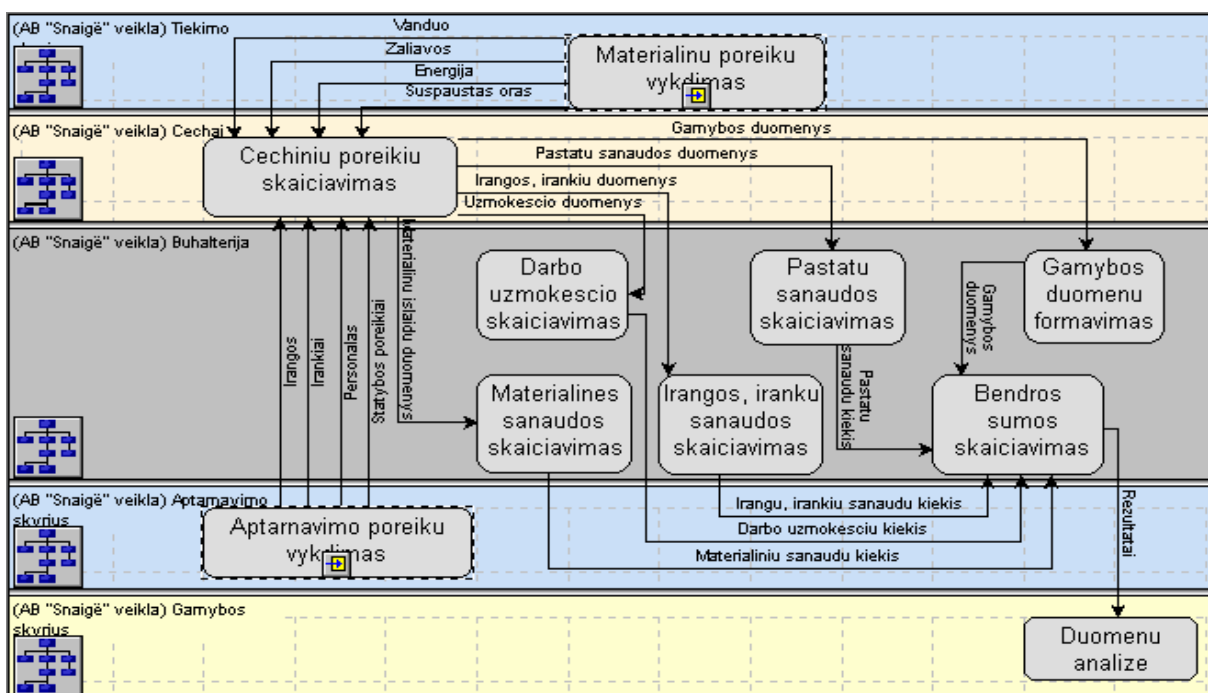 (AB "Snaigė" veikla) Tiekimo
Vanduo
Zaliavos
Energija
Suspaustas oras
Materialinu poreiku
vykdimas
(AB "Snaigė" veikla) Cechai
Cechiniu poreikiu
skaiciavimas
Gamybos duomenys
Pastatu sanaudos duomenys
Irangos, irankiu duomenys
Uzmokescio duomenys
(AB "Snaigė" veikla) Buhalterija
Irangos
Irankiai
Personalas
Statybos poreikiai
Materialinu islaidu duomenys
Darbo
uzmokescio
skaiciavimas
Pastatu
sanaudos
skaiciavimas
Gamybos
duomenu
formavimas
Gamybos
duomenys
Materialines
sanaudos
skaiciavimas
Irangos, iranku
sanaudos
skaiciavimas
Pastatu
sanaudu kiekis
Bendros
sumos
skaiciavimas
(AB "Snaigė" veikla) Aptarnavimo
skyrius
Aptarnavimo poreiku
vykdimas
Irangu, irankiu sanaudu kiekis
Darbo uzmokesciu kiekis
Materialiniu sanaudu kiekis
Rezultatai
(AB "Snaigė" veikla) Gamybos
skyrius
Duomenu
analize